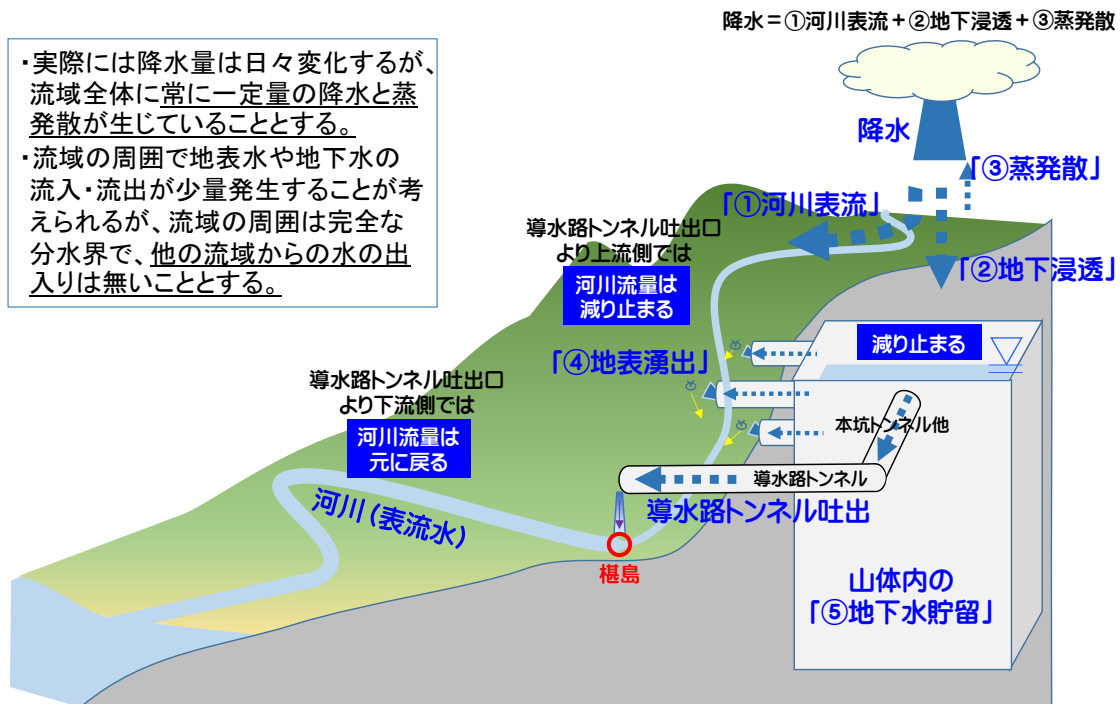 降水＝①河川表流＋②地下浸透＋③蒸発散
・実際には降水量は日々変化するが、
流域全体に常に一定量の降水と蒸
発散が生じていることとする。
・流域の周囲で地表水や地下水の
流入・流出が少量発生することが考
えられるが、流域の周囲は完全な
分水界で、他の流域からの水の出
入りは無いこととする。
降水
「③蒸発散」
「①河川表流」
「②地下浸透」
導水路トンネル吐出口
より上流側では
河川流量は
減り止まる
減り止まる
「④地表湧出」
導水路トンネル吐出口
より下流側では
河川流量は
元に戻る
本坑トンネル他
導水路トンネル
導水路トンネル吐出
河川（表流水）
椹島
山体内の
「⑤地下水貯留」